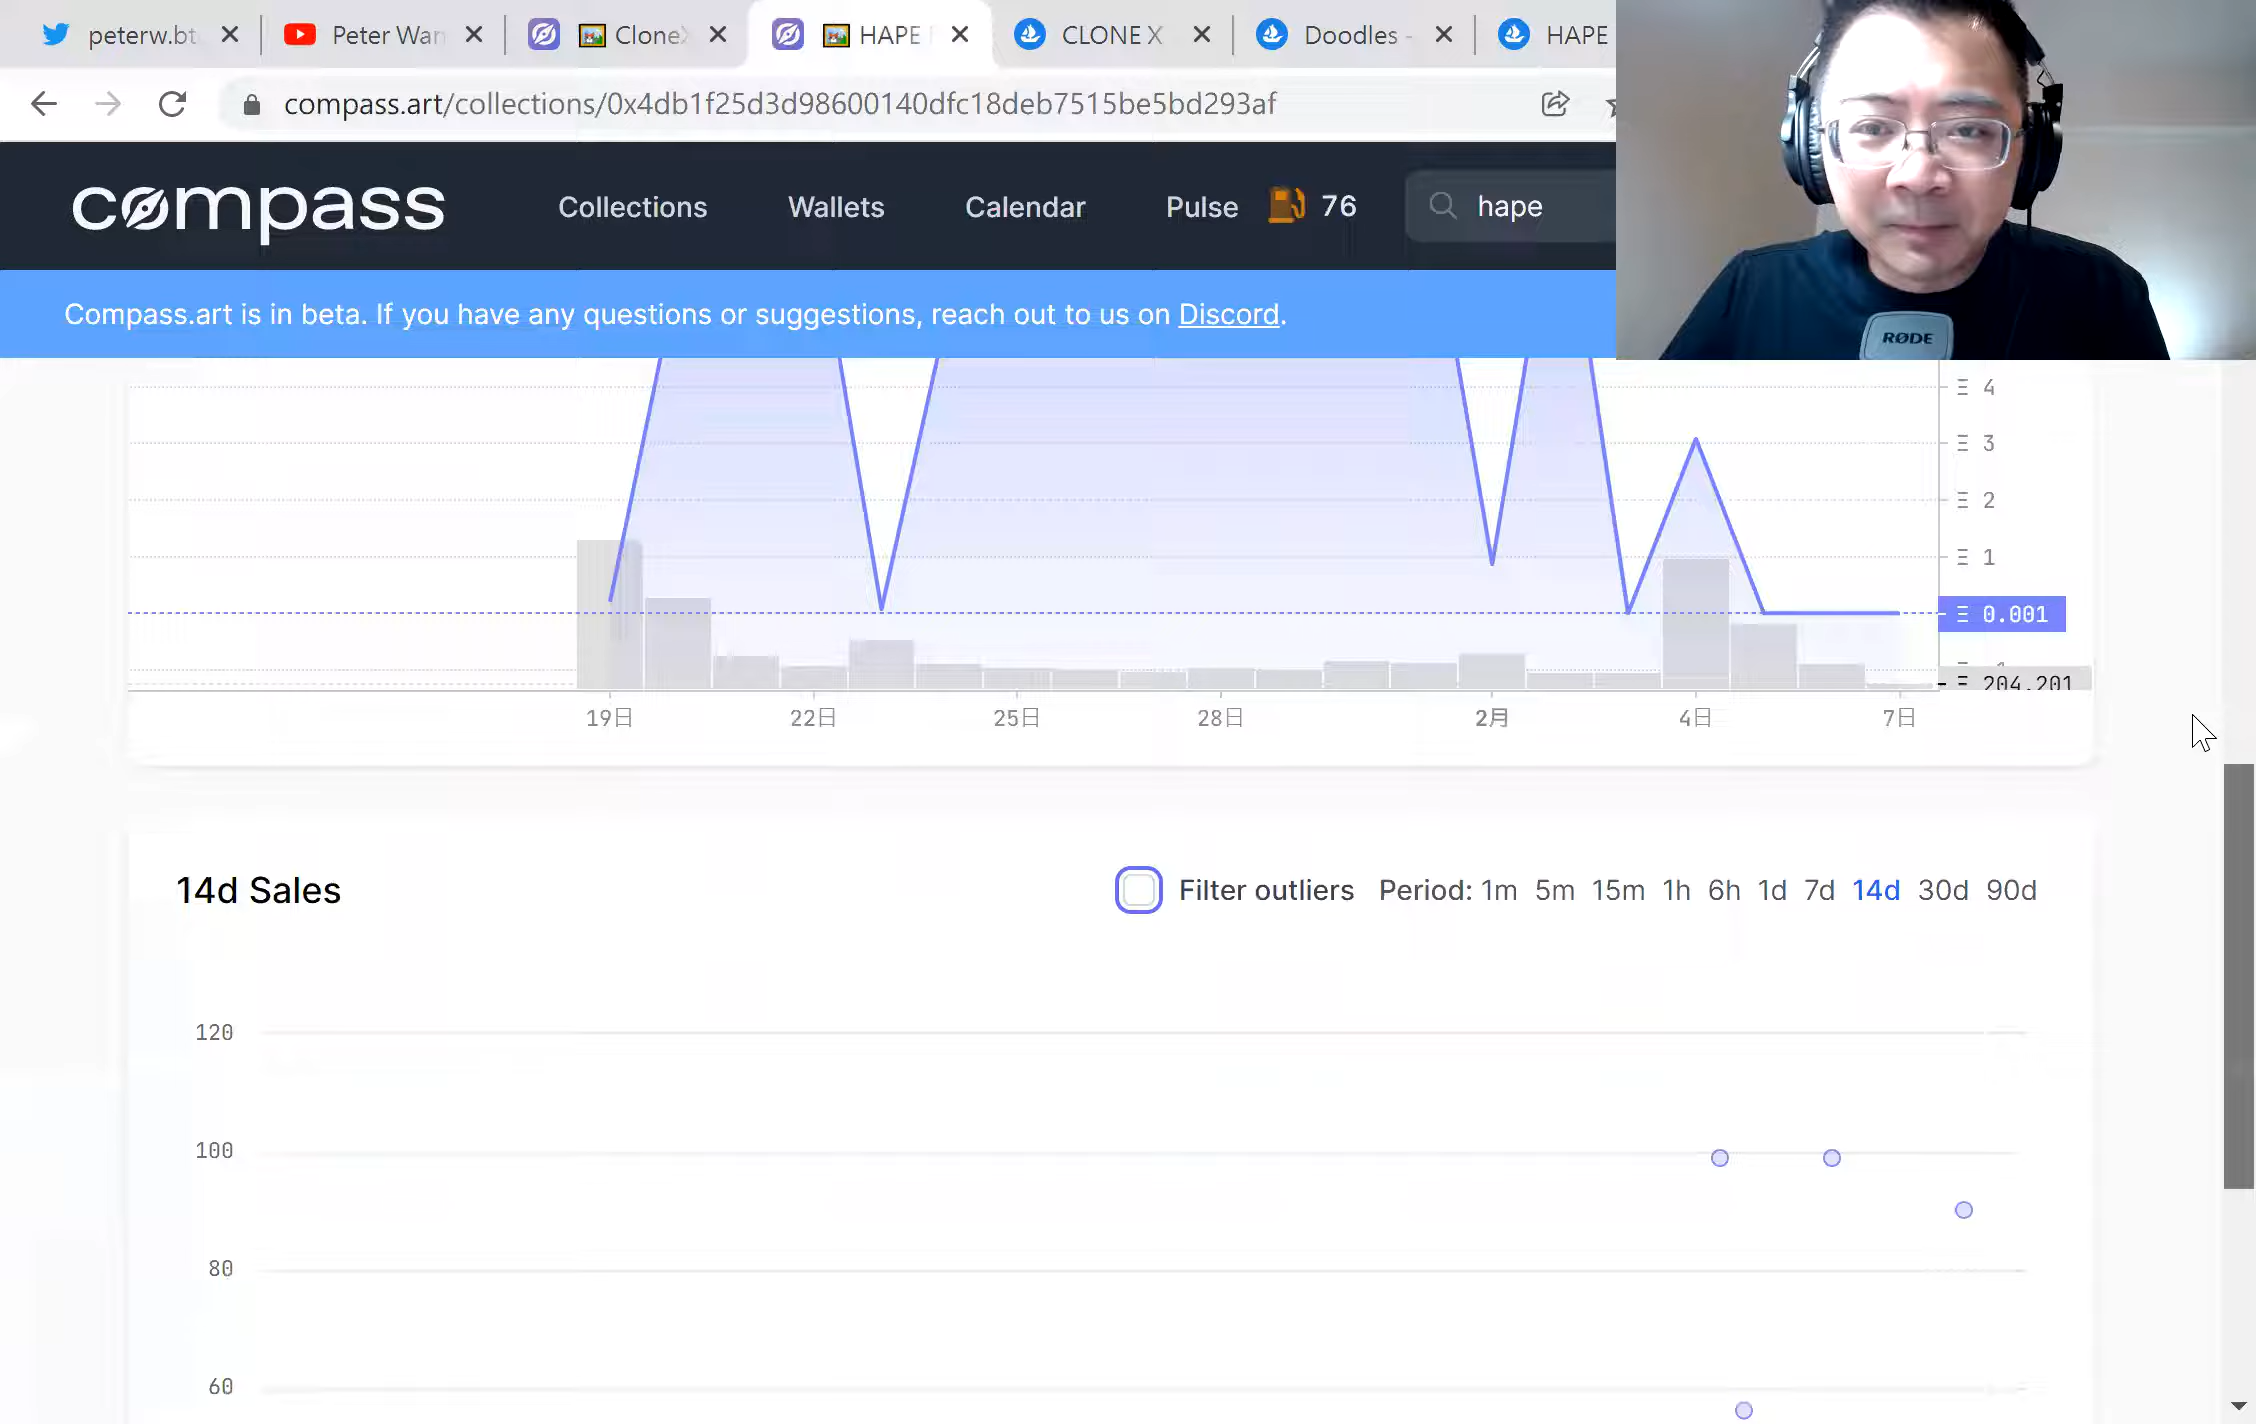 peterw.bt
Peter Wan
Clone
HAPE
CLONE X
Doodles -
HAPE
compass.art/collections/0x4db1f25d3d98600140dfc18deb7515be5bd293af
compass
Collections
Wallets
Calendar
Pulse
76
hape
RØDE
Compass.art is in beta. If you have any questions or suggestions, reach out to us on Discord.
Ξ 4
Ξ 3
Ξ 2
Ξ 1
Ξ 0.001
Ξ 204.201
19日
22日
25日
28日
2月
4日
7日
14d Sales
Filter outliers
Period: 1m 5m 15m 1h 6h 1d 7d 14d 30d 90d
120
100
80
60